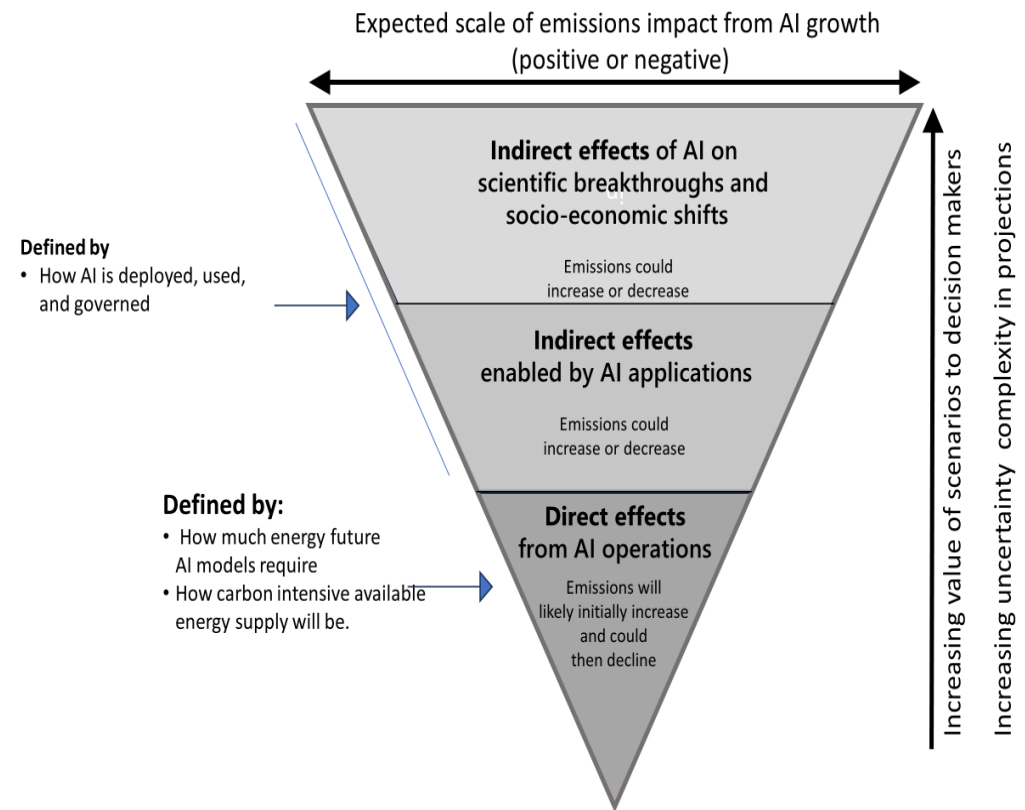 Expected scale of emissions impact from AI growth
(positive or negative)
Indirect effects of AI on
scientific breakthroughs and
socio-economic shifts
Emissions could
increase or decrease
Defined by
• How AI is deployed, used,
and governed
Indirect effects
enabled by AI applications
Emissions could
increase or decrease
Defined by:
• How much energy future
AI models require
• How carbon intensive available
energy supply will be.
Direct effects
from AI operations
Emissions will
likely initially increase
and could
then decline
Increasing value of scenarios to decision makers
Increasing uncertainty complexity in projections